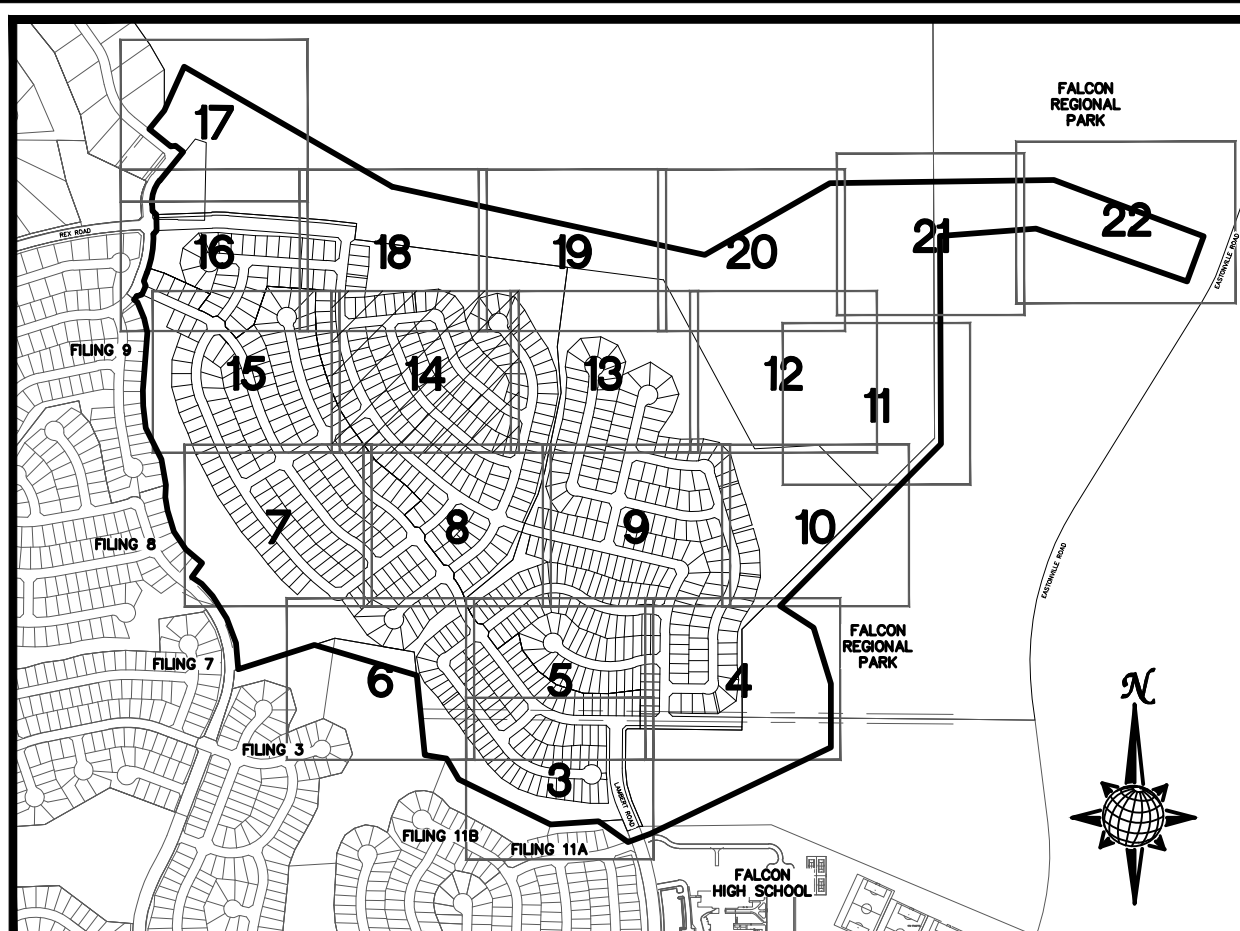 FALCON
REGIONAL
PARK
17
22
21
REX ROAD
16
18
19
20
EASTONVILLE ROAD
FILING 9
15
14
13
12
11
7
8
9
10
FILING 8
EASTONVILLE ROAD
FALCON
REGIONAL
PARK
FILING 7
6
5
4
N
FILING 3
3
LAMBERT ROAD
FILING 11B
FILING 11A
FALCON
HIGH SCHOOL